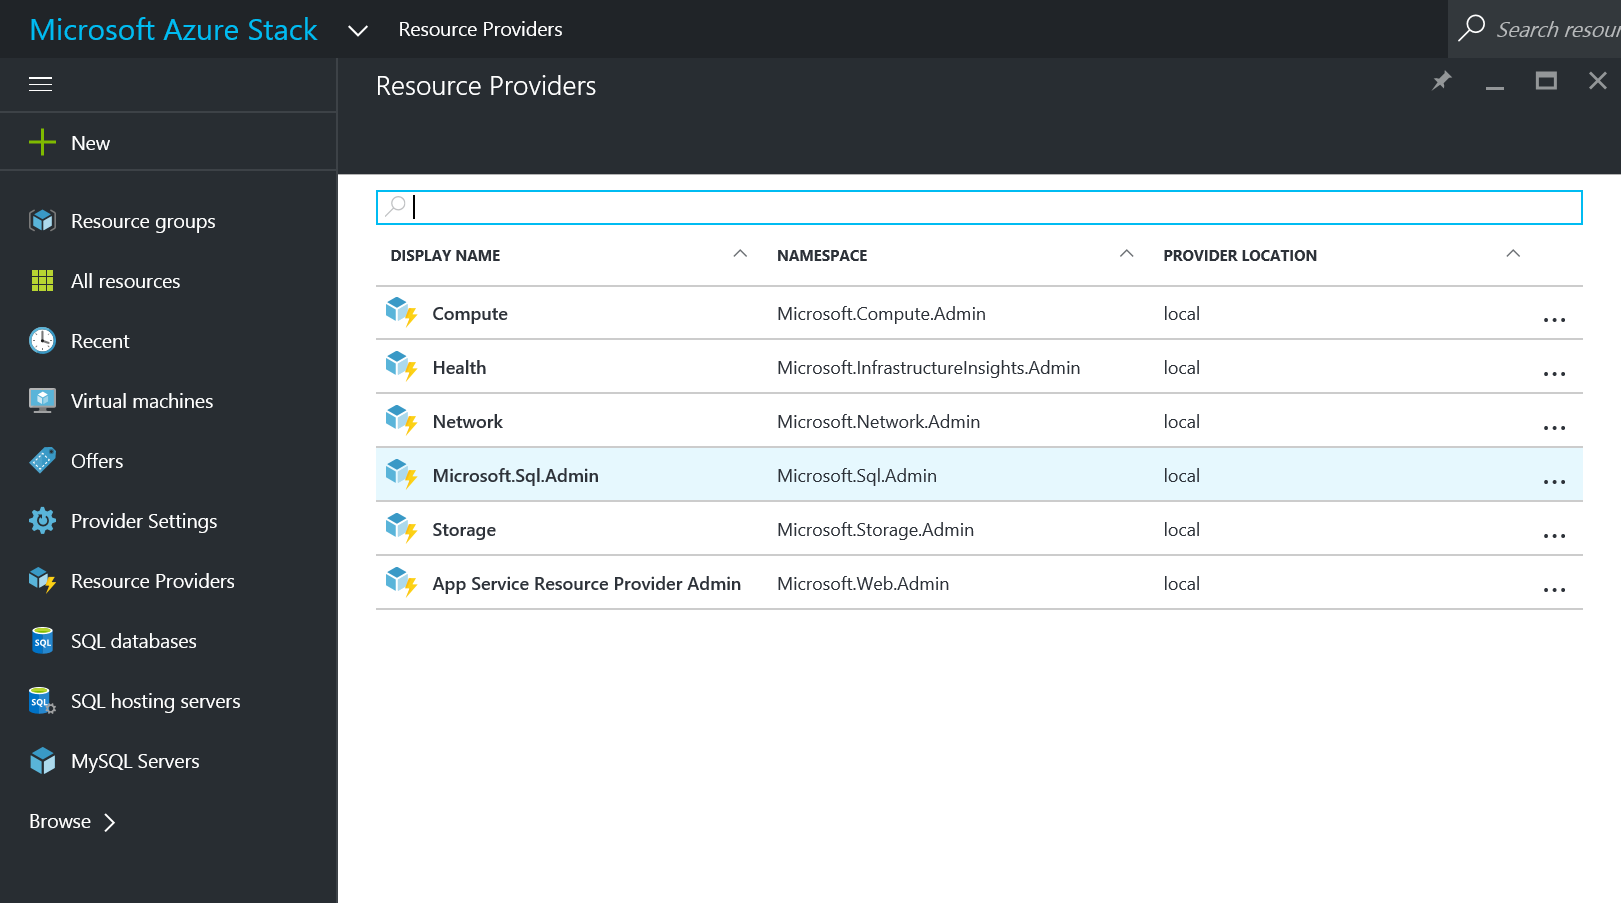 Microsoft Azure Stack Resource Providers Search resour
Resource Providers
New
Resource groups
All resources
Recent
Virtual machines
Offers
Provider Settings
Resource Providers
SQL databases
SQL hosting servers
MySQL Servers
Browse
DISPLAY NAME NAMESPACE PROVIDER LOCATION
Compute Microsoft.Compute.Admin local ...
Health Microsoft.InfrastructureInsights.Admin local ...
Network Microsoft.Network.Admin local ...
Microsoft.Sql.Admin Microsoft.Sql.Admin local ...
Storage Microsoft.Storage.Admin local ...
App Service Resource Provider Admin Microsoft.Web.Admin local ...